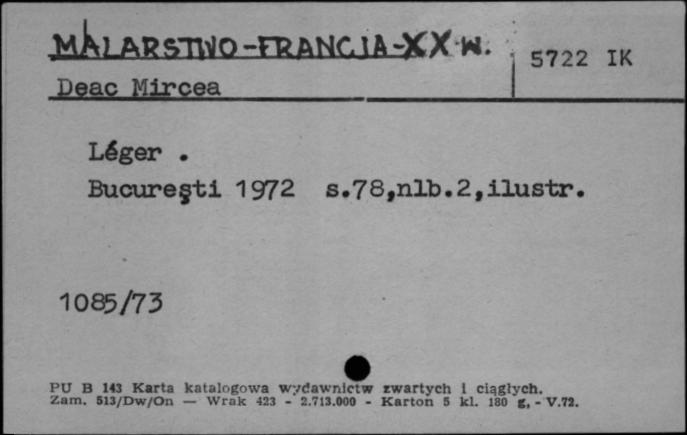 MALARSTWO-FRANCJA-XX W.
5722 IK
Deac Mircea
Léger .
Bucureşti 1972 s.78,nlb.2,ilustr.
1085/73
PU B 143 Karta katalogowa wydawnictw zwartych i ciągłych.
Zam. 513/Dw/On — Wrak 423 - 2.713.000 - Karton 5 kl. 180 g, - V.72.